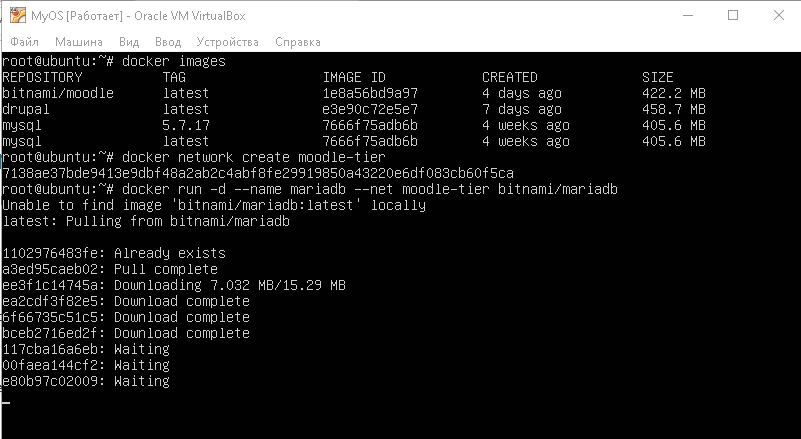 MyOS [Работает] - Oracle VM VirtualBox
Файл Машина Вид Ввод Устройства Справка
root@ubuntu:~# docker images
REPOSITORY TAG IMAGE ID CREATED SIZE
bitnami/moodle latest 1e8a56bd9a97 4 days ago 422.2 MB
drupal latest e3e90c72e5e7 7 days ago 458.7 MB
mysql 5.7.17 7666f75adb6b 4 weeks ago 405.6 MB
mysql latest 7666f75adb6b 4 weeks ago 405.6 MB
root@ubuntu:~# docker network create moodle-tier
7138ae37bde9413e9dbf48a2ab2c4abf8fe29919850a43220e6df083cb60f5ca
root@ubuntu:~# docker run -d --name mariadb --net moodle-tier bitnami/mariadb
Unable to find image 'bitnami/mariadb:latest' locally
latest: Pulling from bitnami/mariadb
1102976483fe: Already exists
a3ed95caeb02: Pull complete
ee3f1c14745a: Downloading 7.032 MB/15.29 MB
ea2cdf3f82e5: Download complete
6f66735c51c5: Download complete
bceb2716ed2f: Download complete
117cba16a6eb: Waiting
00faea144cf2: Waiting
e80b97c02009: Waiting